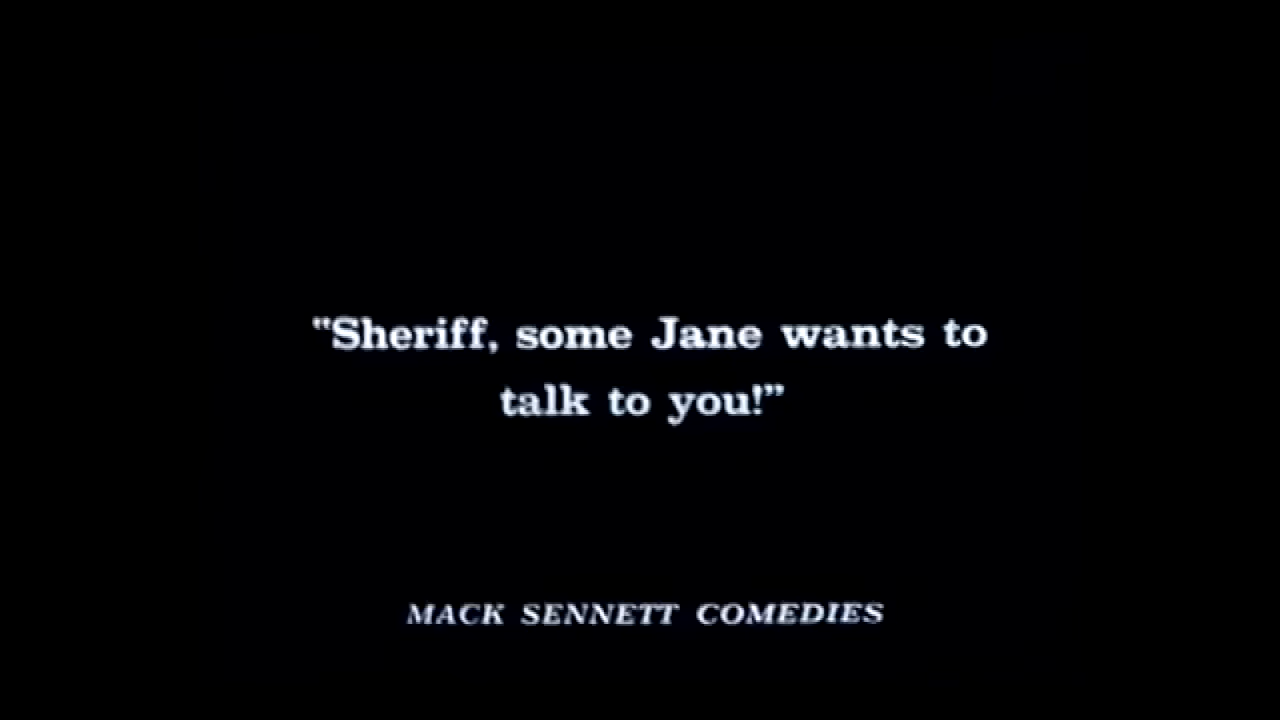 "Sheriff, some Jane wants to
talk to you!”
MACK SENNETT COMEDIES